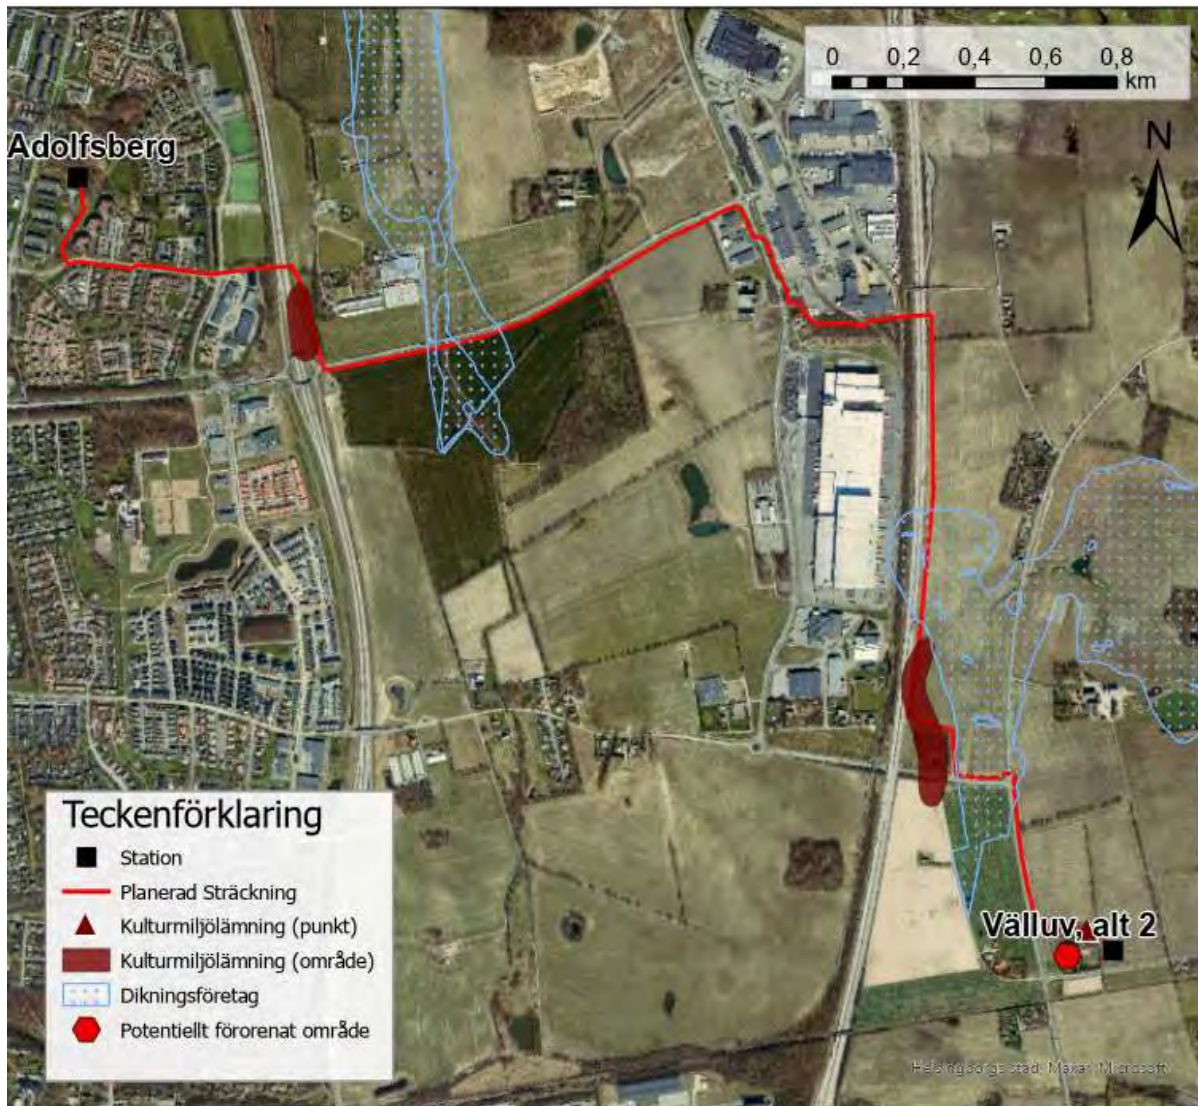 0 0,2 0,4 0,6 0,8
km
N
Adolfsberg
Välluv, alt 2
Teckenförklaring
Station
Planerad Sträckning
Kulturmiljölämning (punkt)
Kulturmiljölämning (område)
Dikningsföretag
Potentiellt förorenat område
Helsingborgs stad, Maxar, Microsoft